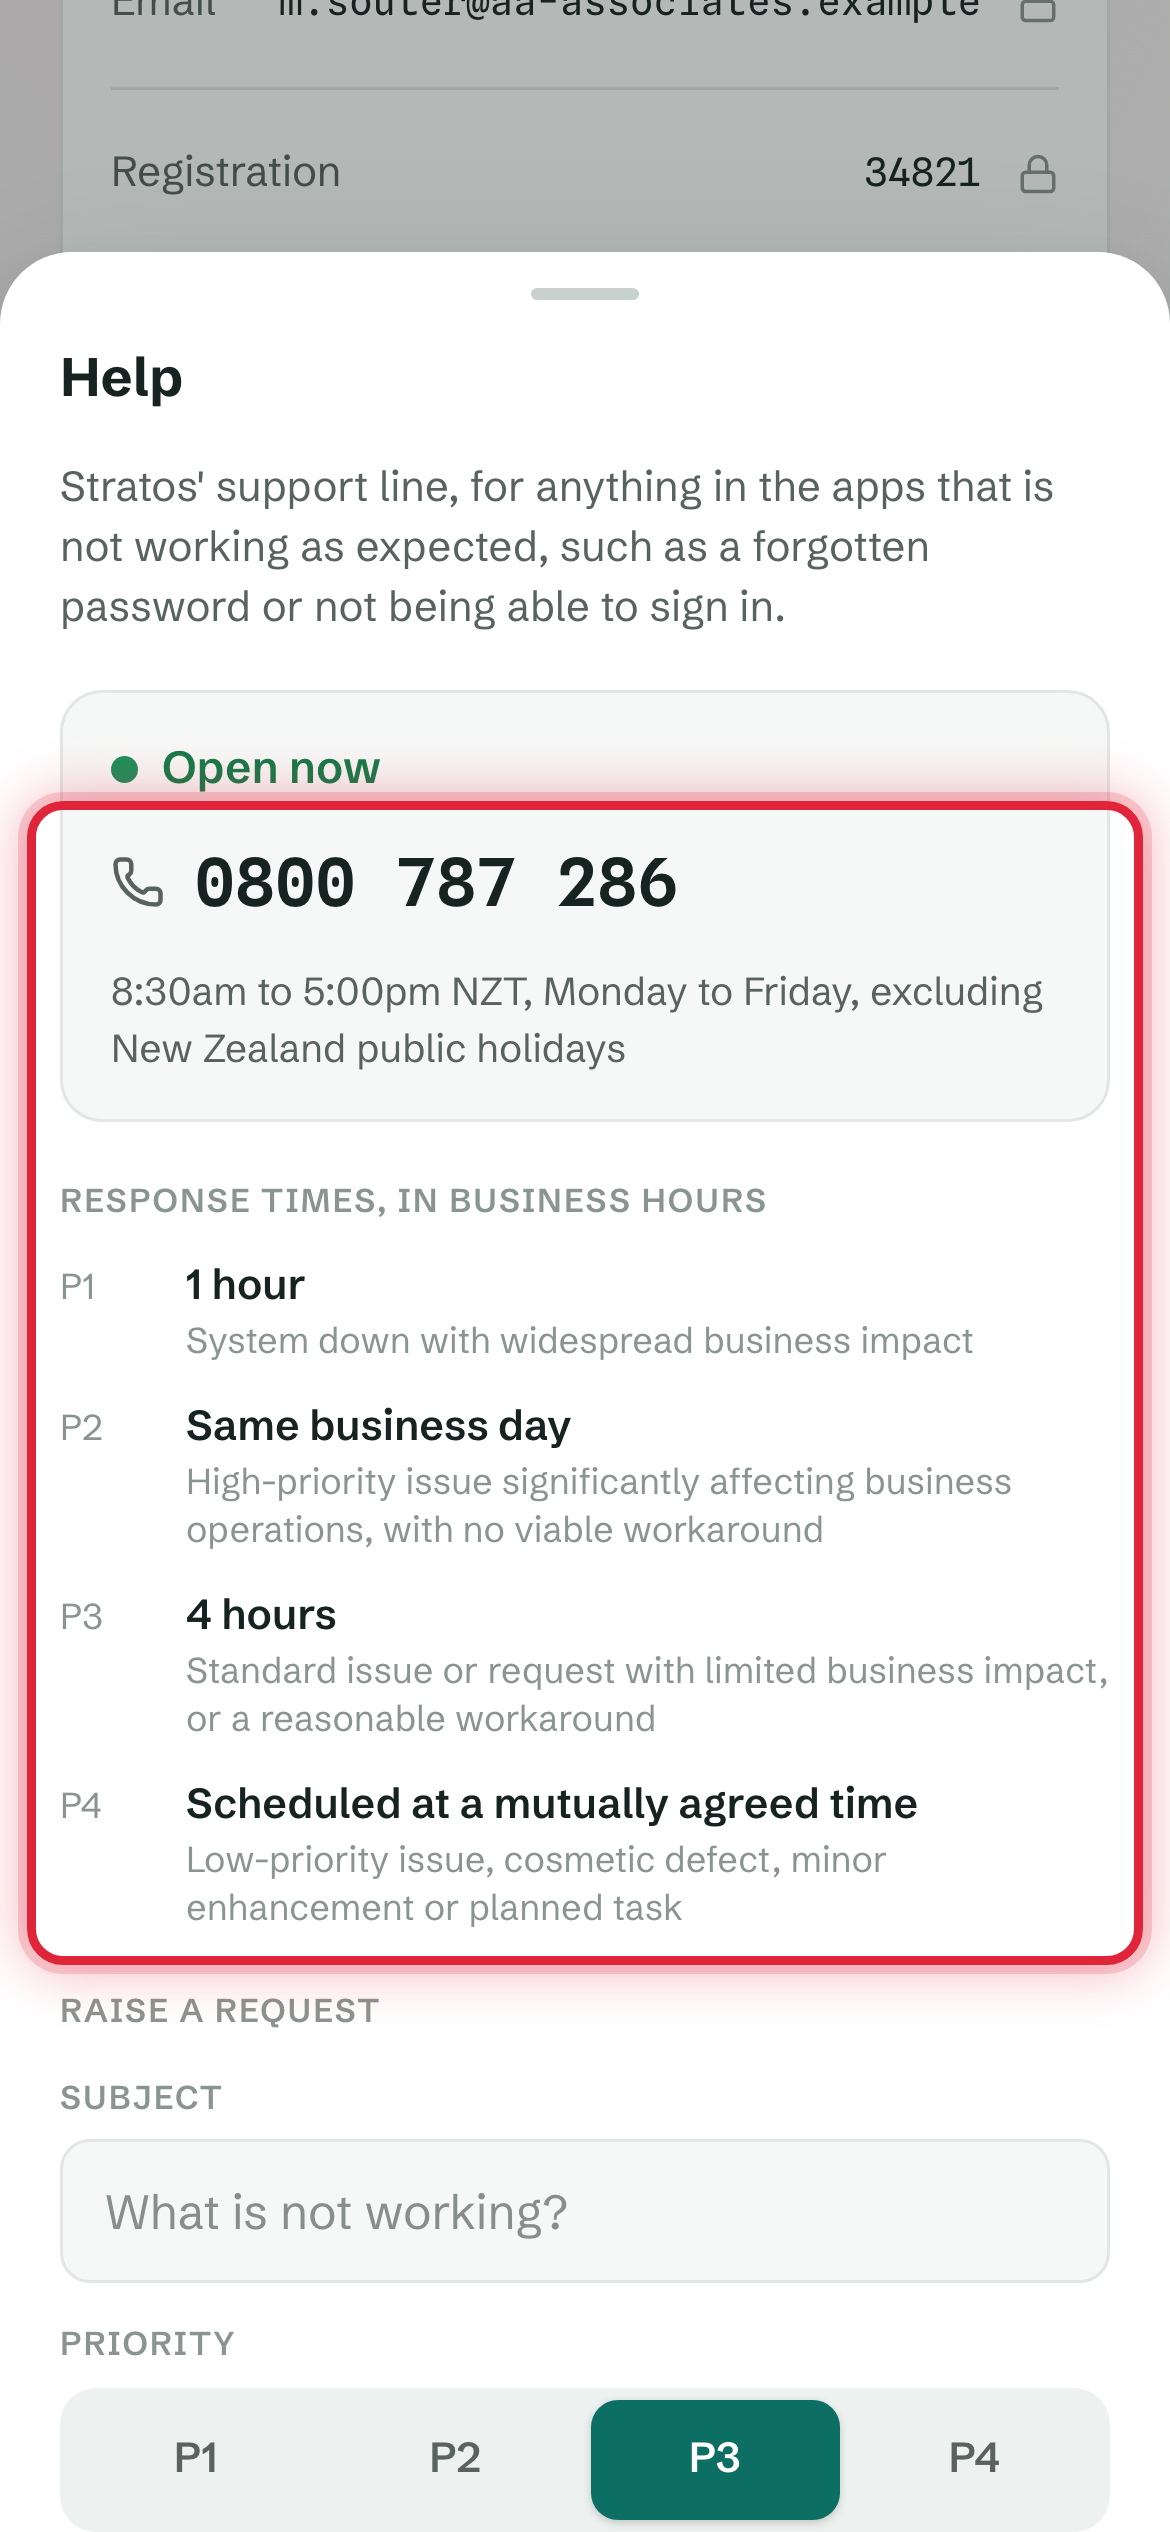 Email m.souter@aa-associates.example
Registration 34821
Help
Stratos' support line, for anything in the apps that is
not working as expected, such as a forgotten
password or not being able to sign in.
Open now
0800 787 286
8:30am to 5:00pm NZT, Monday to Friday, excluding
New Zealand public holidays
RESPONSE TIMES, IN BUSINESS HOURS
P1 1 hour
System down with widespread business impact
P2 Same business day
High-priority issue significantly affecting business
operations, with no viable workaround
P3 4 hours
Standard issue or request with limited business impact,
or a reasonable workaround
P4 Scheduled at a mutually agreed time
Low-priority issue, cosmetic defect, minor
enhancement or planned task
RAISE A REQUEST
SUBJECT
What is not working?
PRIORITY
P1 P2 P3 P4